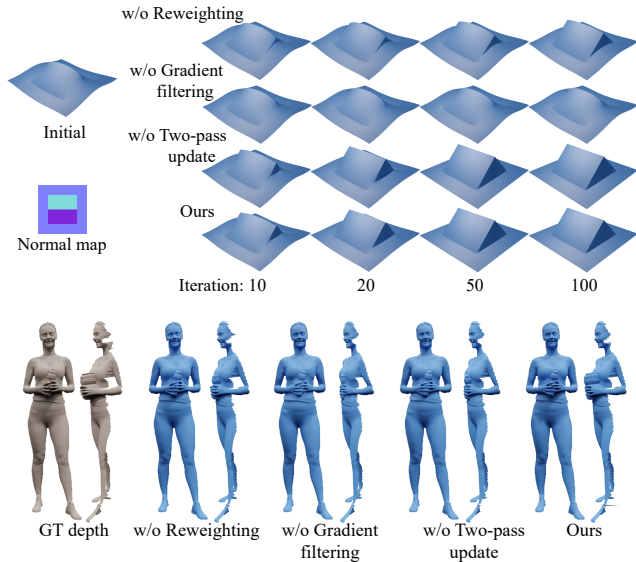 w/o Reweighting
w/o Gradient
filtering
Initial
w/o Two-pass
update
Ours
Normal map
Iteration: 10 20 50 100
GT depth w/o Reweighting w/o Gradient
filtering w/o Two-pass
update Ours